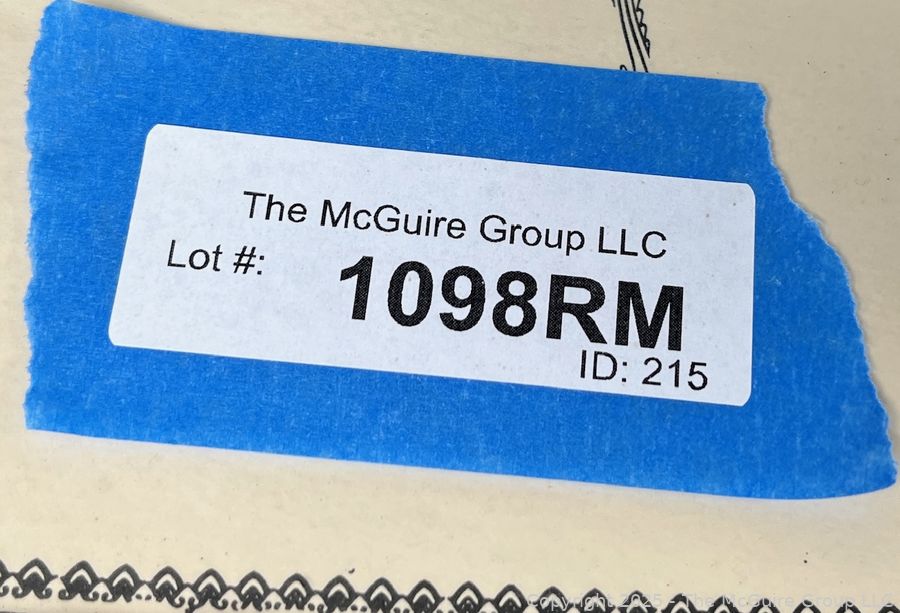 The McGuire Group LLC
Lot #: 1098RM
ID: 215
Copyright 2025 - The McGuire Group LLC